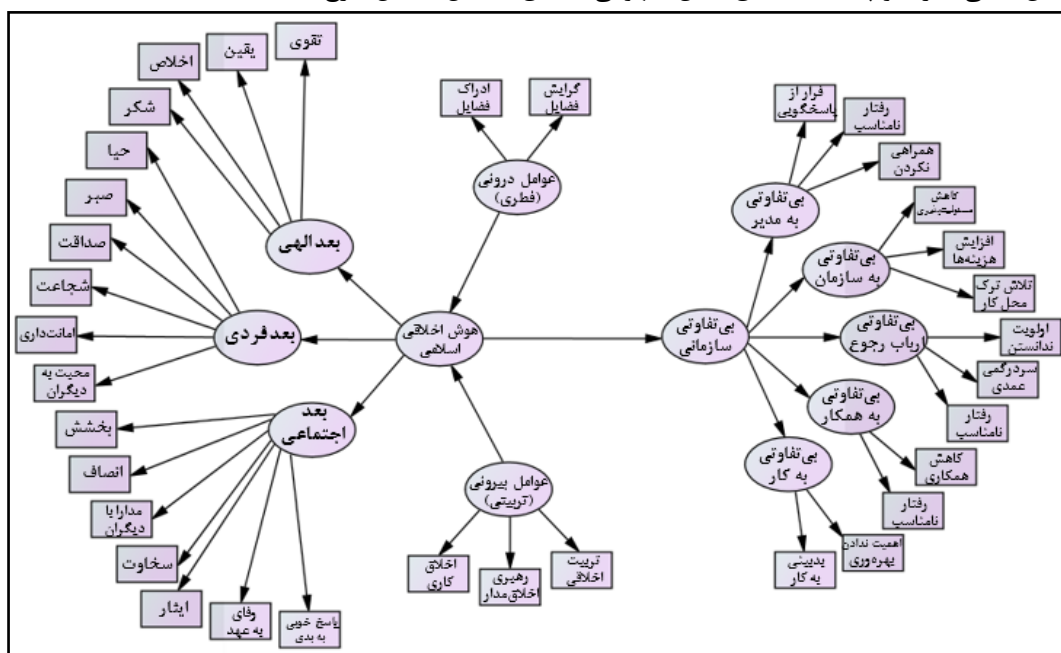 تقوی
یقین
اخلاص
شکر
حیا
صبر
صداقت
شجاعت
امانت‌داری
محبت به
دیگران
بخشش
انصاف
مدارا با
دیگران
سخاوت
ایثار
وفای
به عهد
پاسخ خوبی
به بدی
بعد الهی
بعد فردی
بعد
اجتماعی
ادراک
فضایل
گرایش
فضایل
عوامل درونی
(فطری)
هوش اخلاقی
اسلامی
عوامل بیرونی
(تربیتی)
اخلاق
کاری
رهبری
اخلاق‌مدار
تربیت
اخلاقی
بی‌تفاوتی
سازمانی
بی‌تفاوتی
به مدیر
بی‌تفاوتی
به سازمان
بی‌تفاوتی
ارباب رجوع
بی‌تفاوتی
به همکار
بی‌تفاوتی
به کار
فرار از
پاسخگویی
رفتار
نامناسب
همراهی
نکردن
کاهش
مسئولیت‌پذیری
افزایش
هزینه‌ها
تلاش ترک
محل کار
اولویت
ندانستن
سردرگمی
عمدی
رفتار
نامناسب
کاهش
همکاری
رفتار
نامناسب
اهمیت ندادن
بهره‌وری
بدبینی
به کار